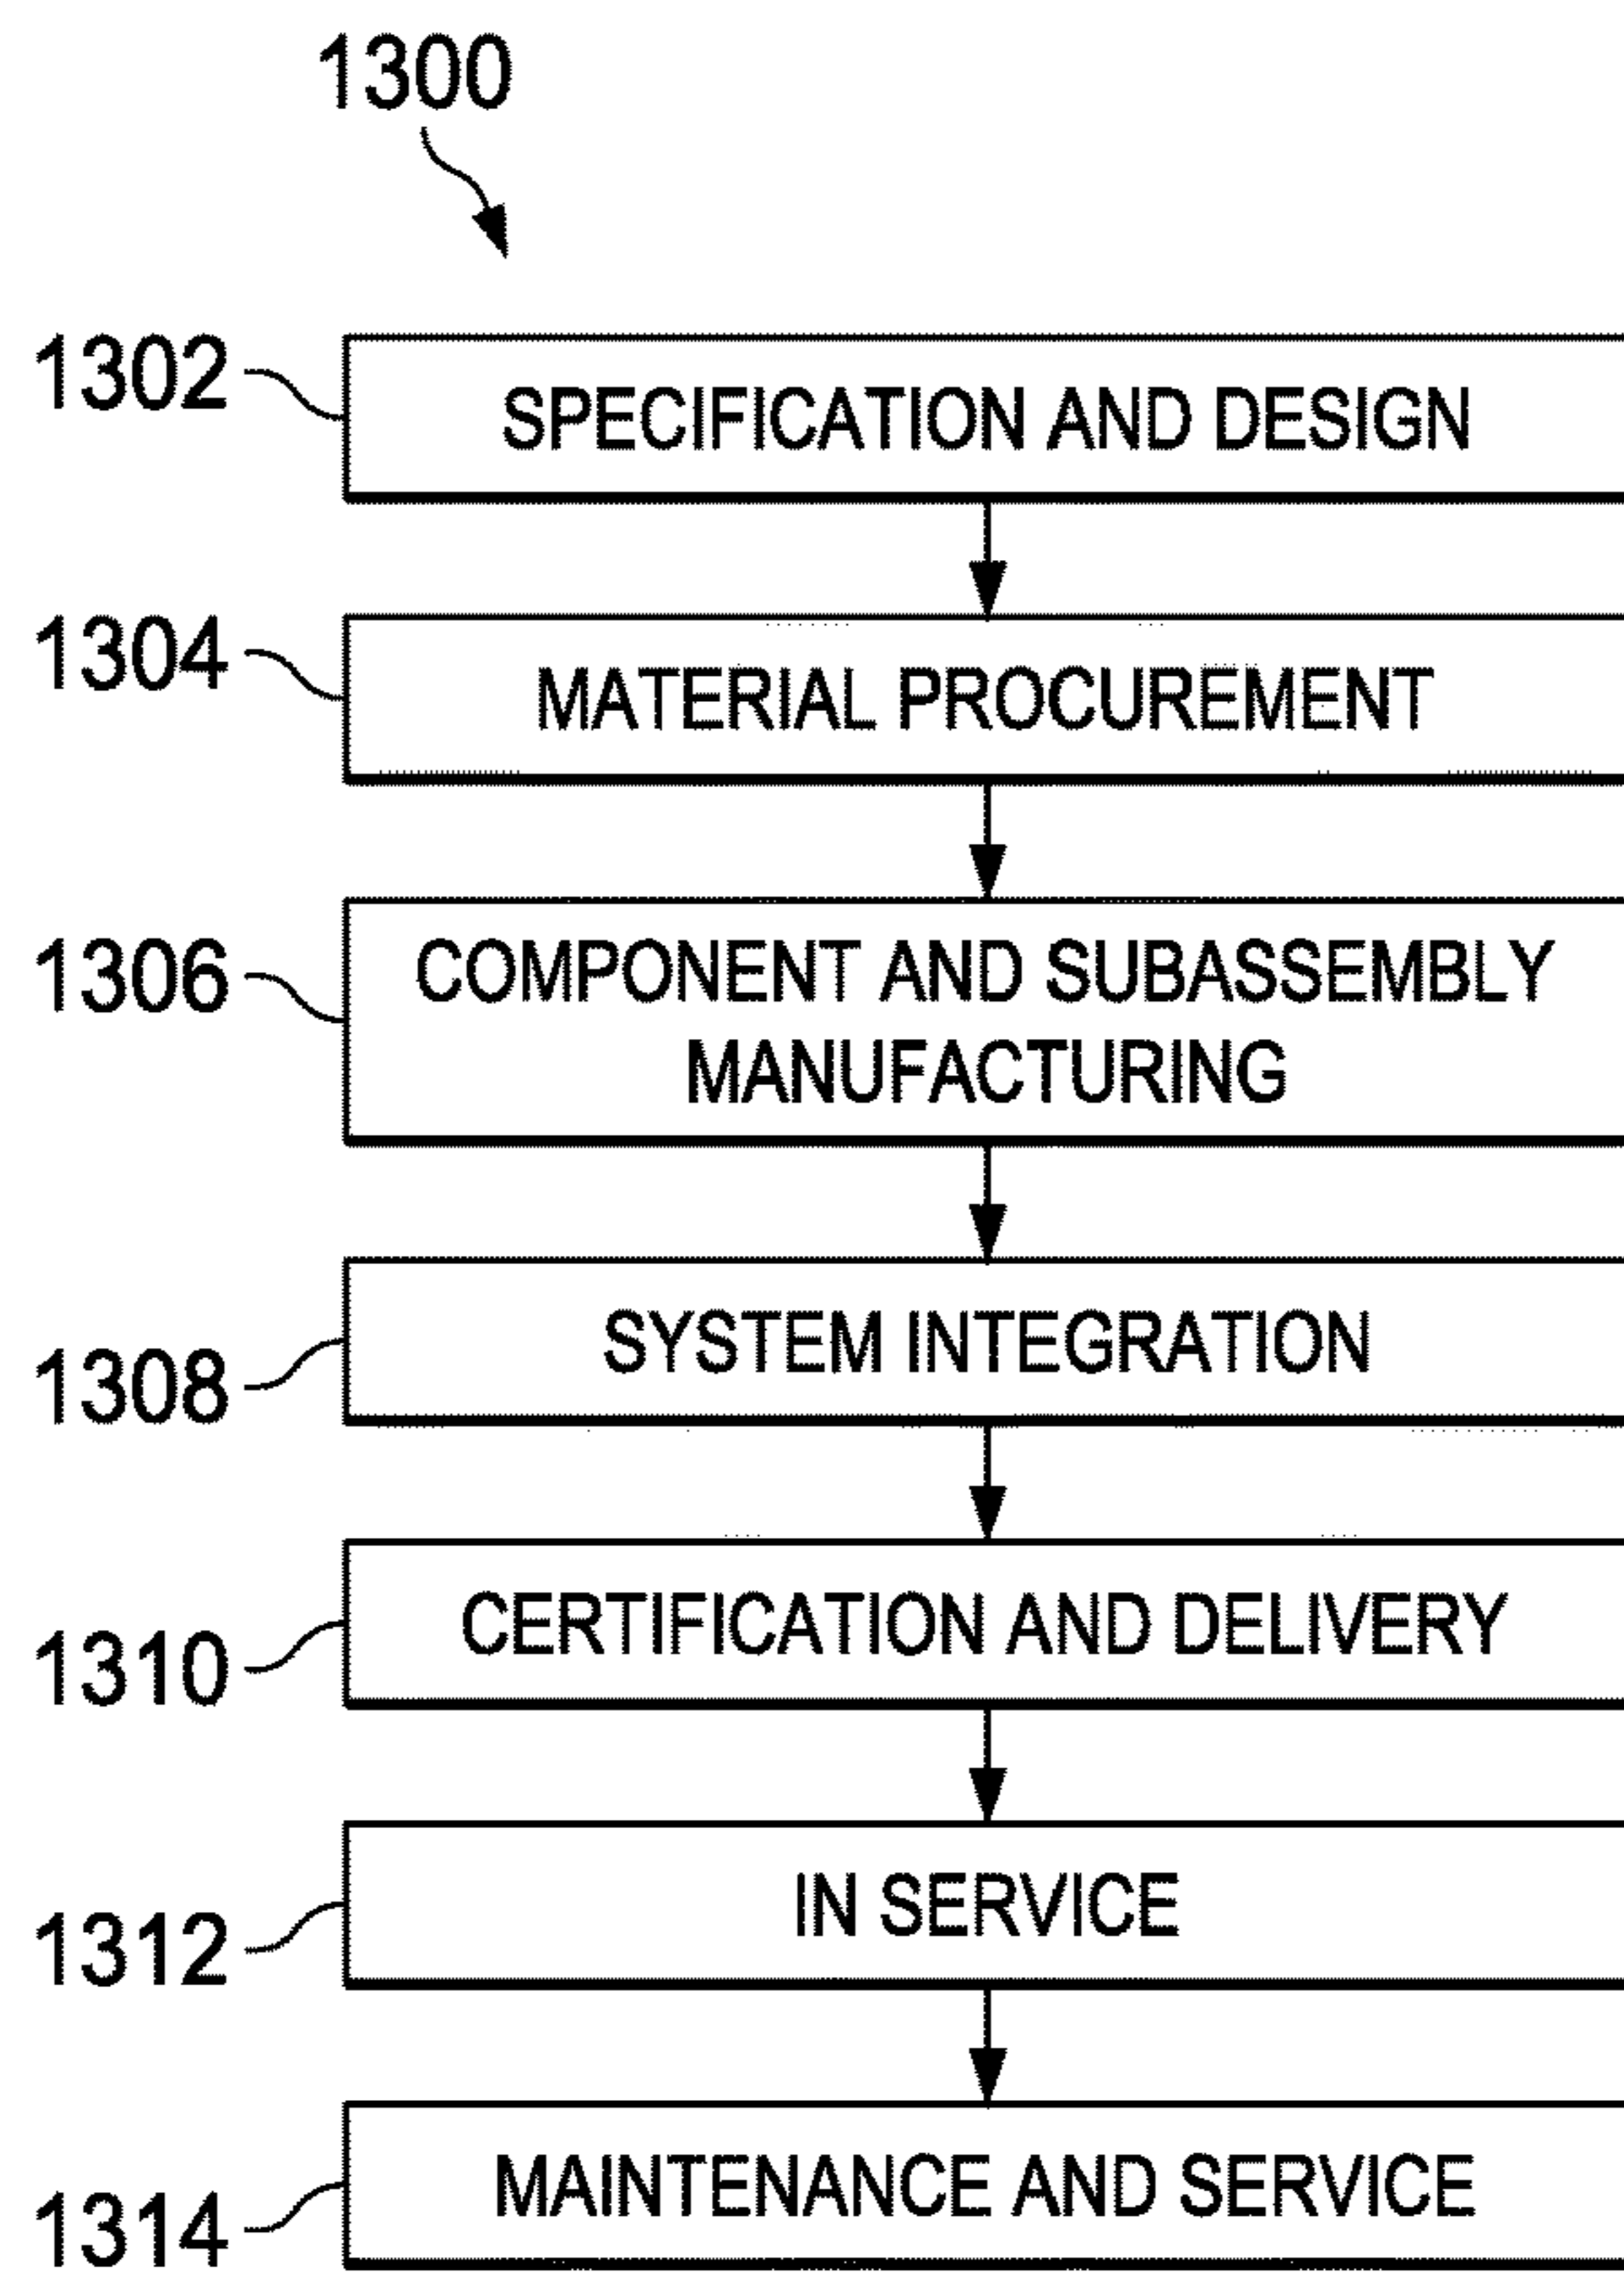 1300
1302
SPECIFICATION AND DESIGN
1304
MATERIAL PROCUREMENT
1306
COMPONENT AND SUBASSEMBLY
MANUFACTURING
1308
SYSTEM INTEGRATION
1310
CERTIFICATION AND DELIVERY
1312
IN SERVICE
1314
MAINTENANCE AND SERVICE